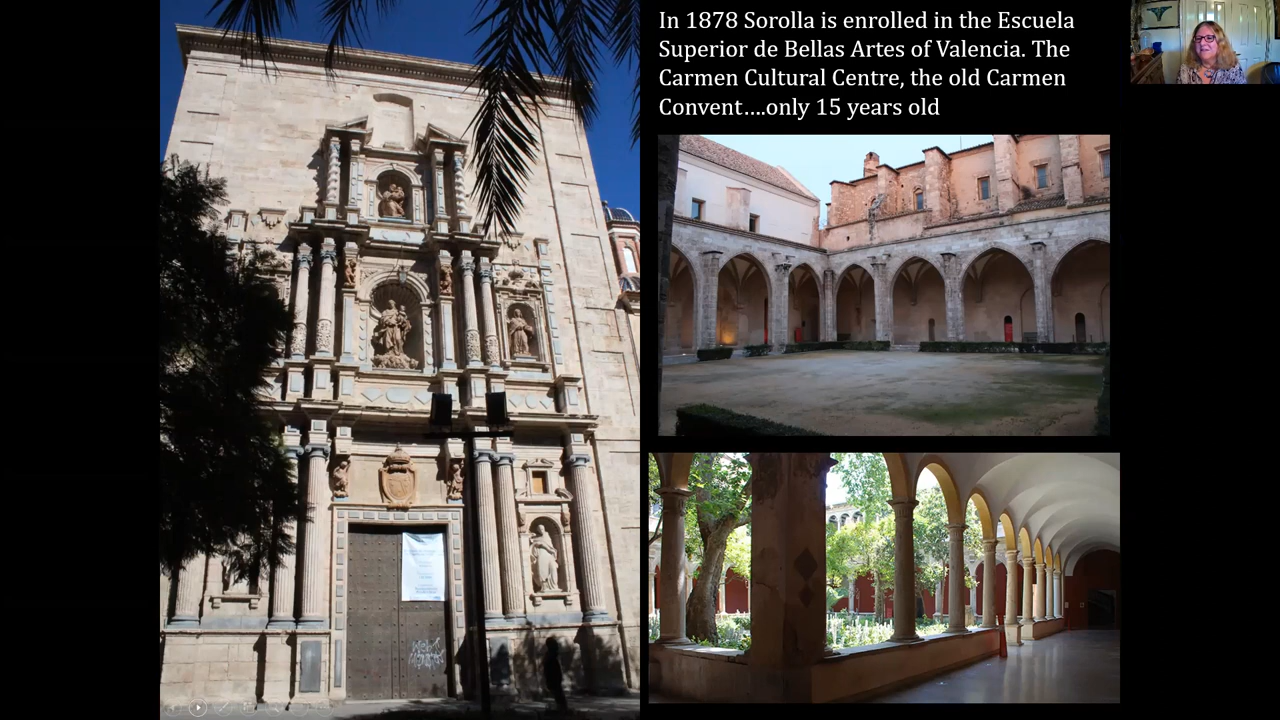 In 1878 Sorolla is enrolled in the Escuela
Superior de Bellas Artes of Valencia. The
Carmen Cultural Centre, the old Carmen
Convent….only 15 years old